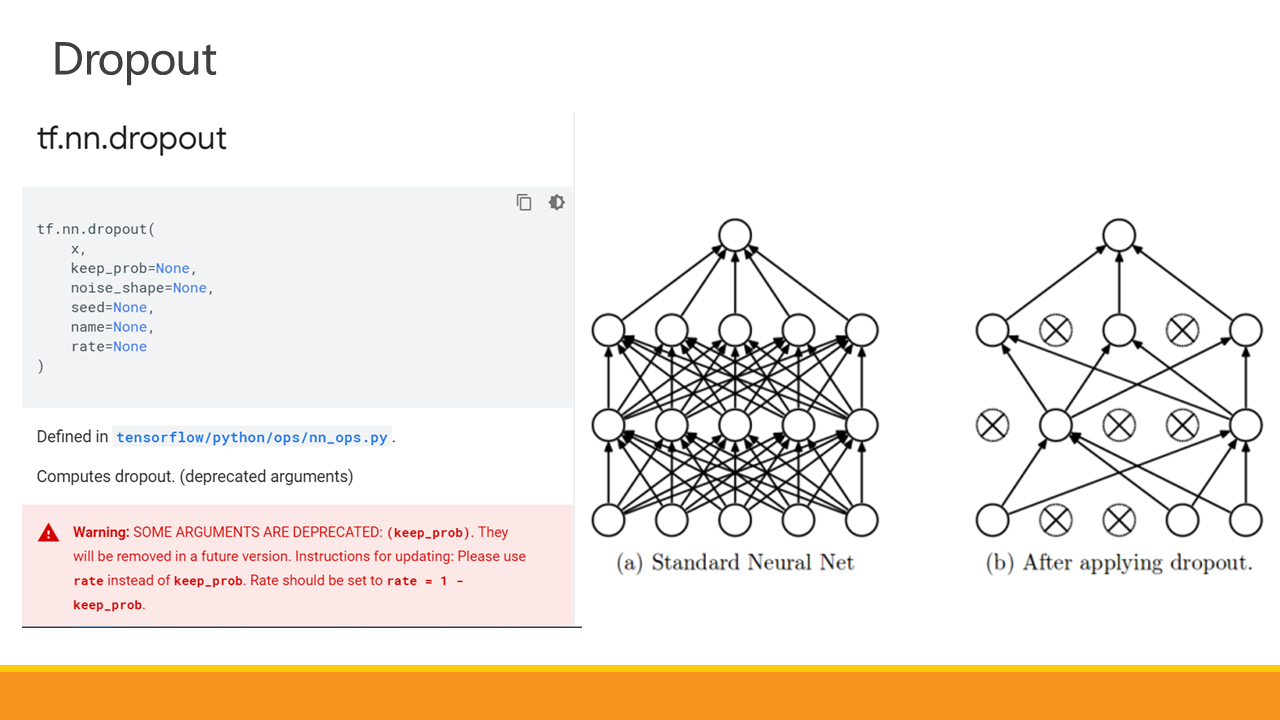 Dropout
tf.nn.dropout
tf.nn.dropout(
    x,
    keep_prob=None,
    noise_shape=None,
    seed=None,
    name=None,
    rate=None
)
Defined in tensorflow/python/ops/nn_ops.py.
Computes dropout. (deprecated arguments)
Warning: SOME ARGUMENTS ARE DEPRECATED: (keep_prob). They
will be removed in a future version. Instructions for updating: Please use
rate instead of keep_prob. Rate should be set to rate = 1 -
keep_prob.
(a) Standard Neural Net
(b) After applying dropout.